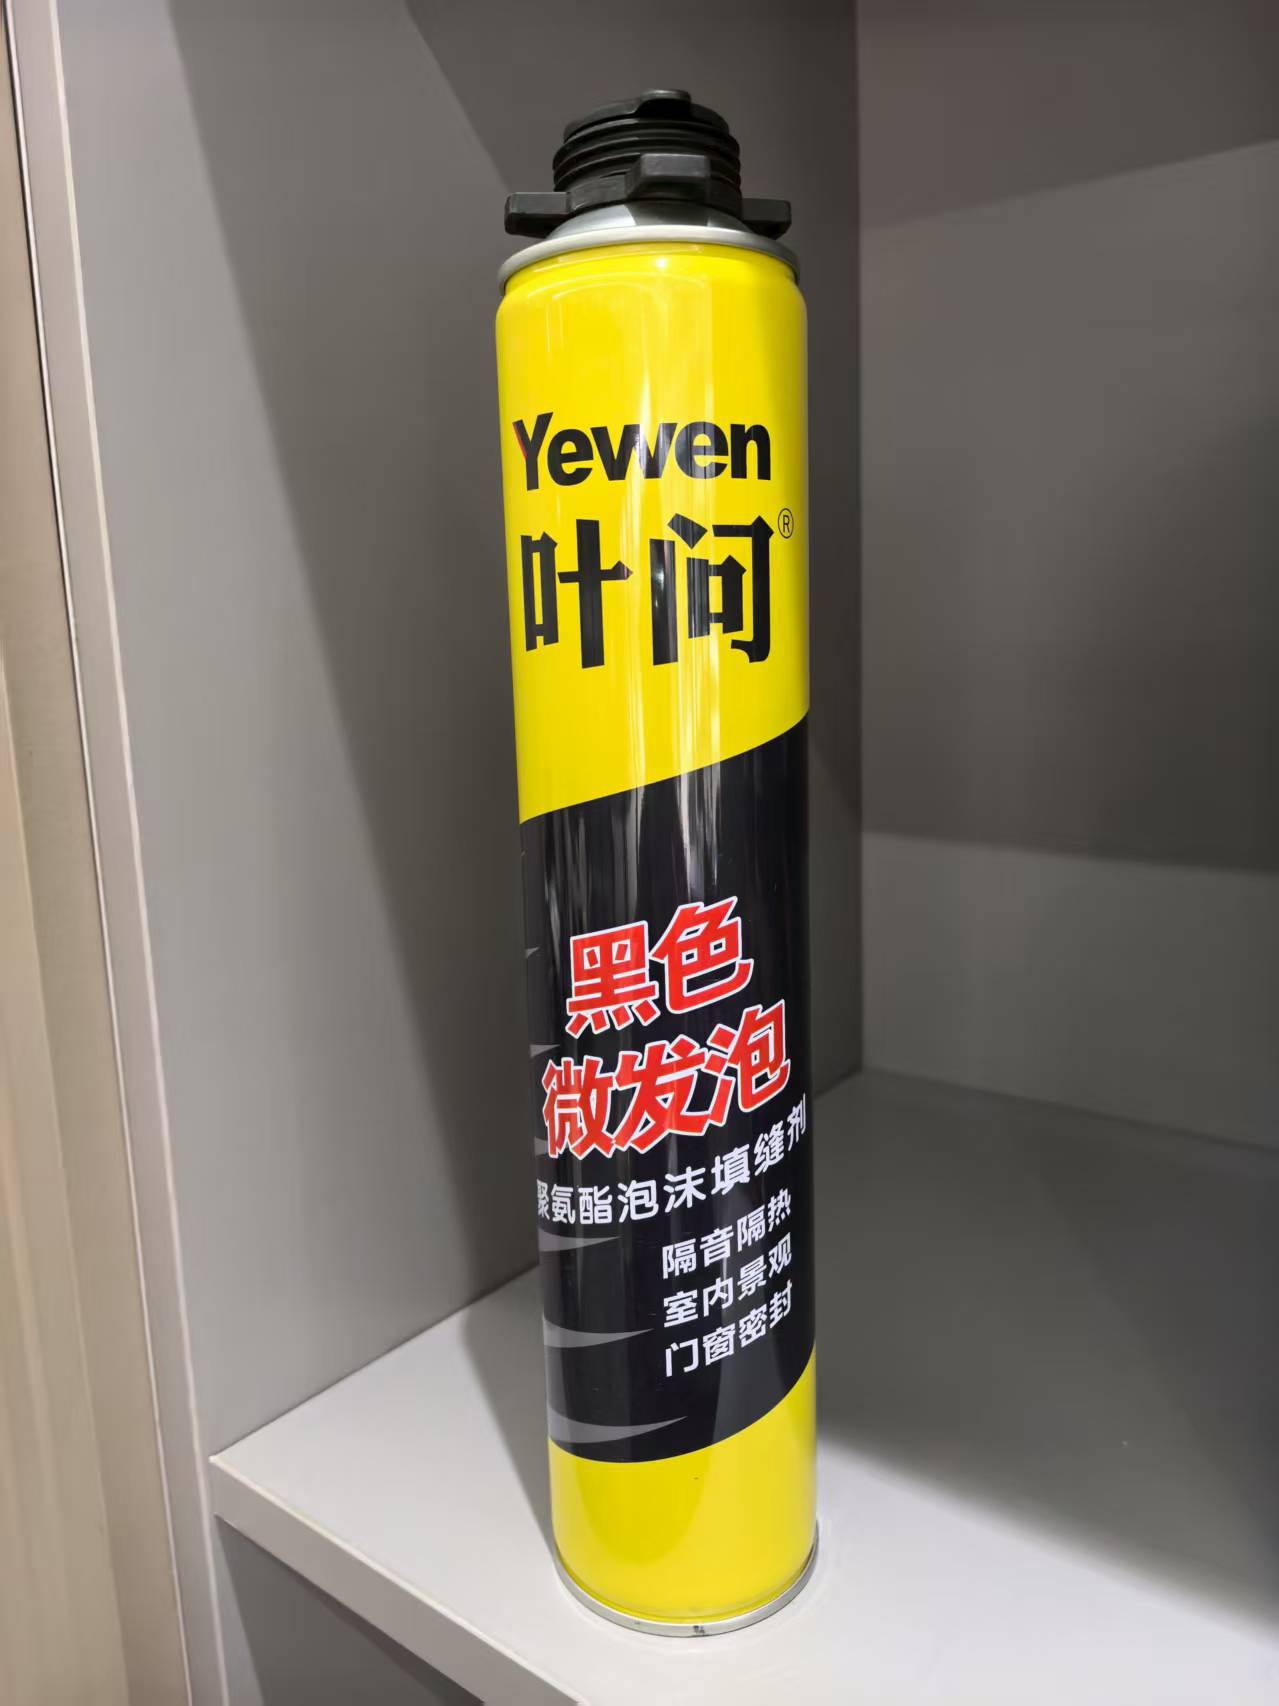 Yewen
叶问®
黑色
微发泡
聚氨酯泡沫填缝剂
隔音隔热
室内景观
门窗密封